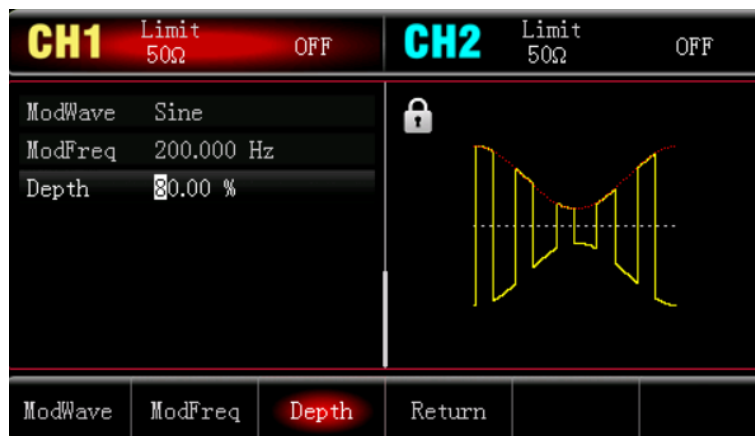 CH1 Limit 50Ω OFF CH2 Limit 50Ω OFF
ModWave Sine
ModFreq 200.000 Hz
Depth 80.00 %
ModWave ModFreq Depth Return